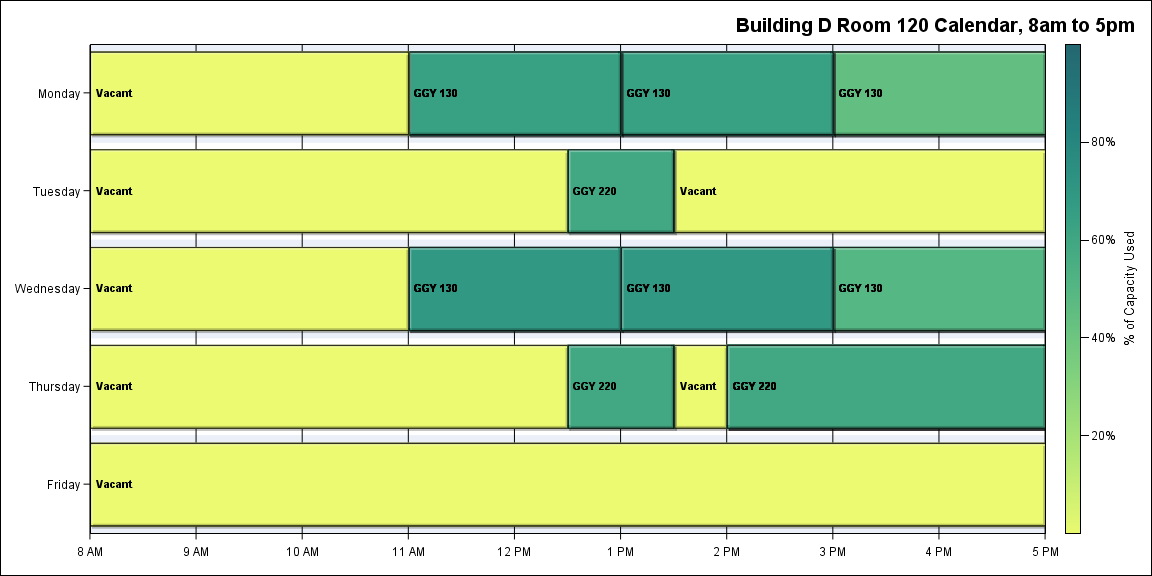 Building D Room 120 Calendar, 8am to 5pm
Monday
Vacant
GGY 130
GGY 130
GGY 130
Tuesday
Vacant
GGY 220
Vacant
Wednesday
Vacant
GGY 130
GGY 130
GGY 130
Thursday
Vacant
GGY 220
Vacant
GGY 220
Friday
Vacant
8 AM
9 AM
10 AM
11 AM
12 PM
1 PM
2 PM
3 PM
4 PM
5 PM
80%
60%
40%
20%
% of Capacity Used